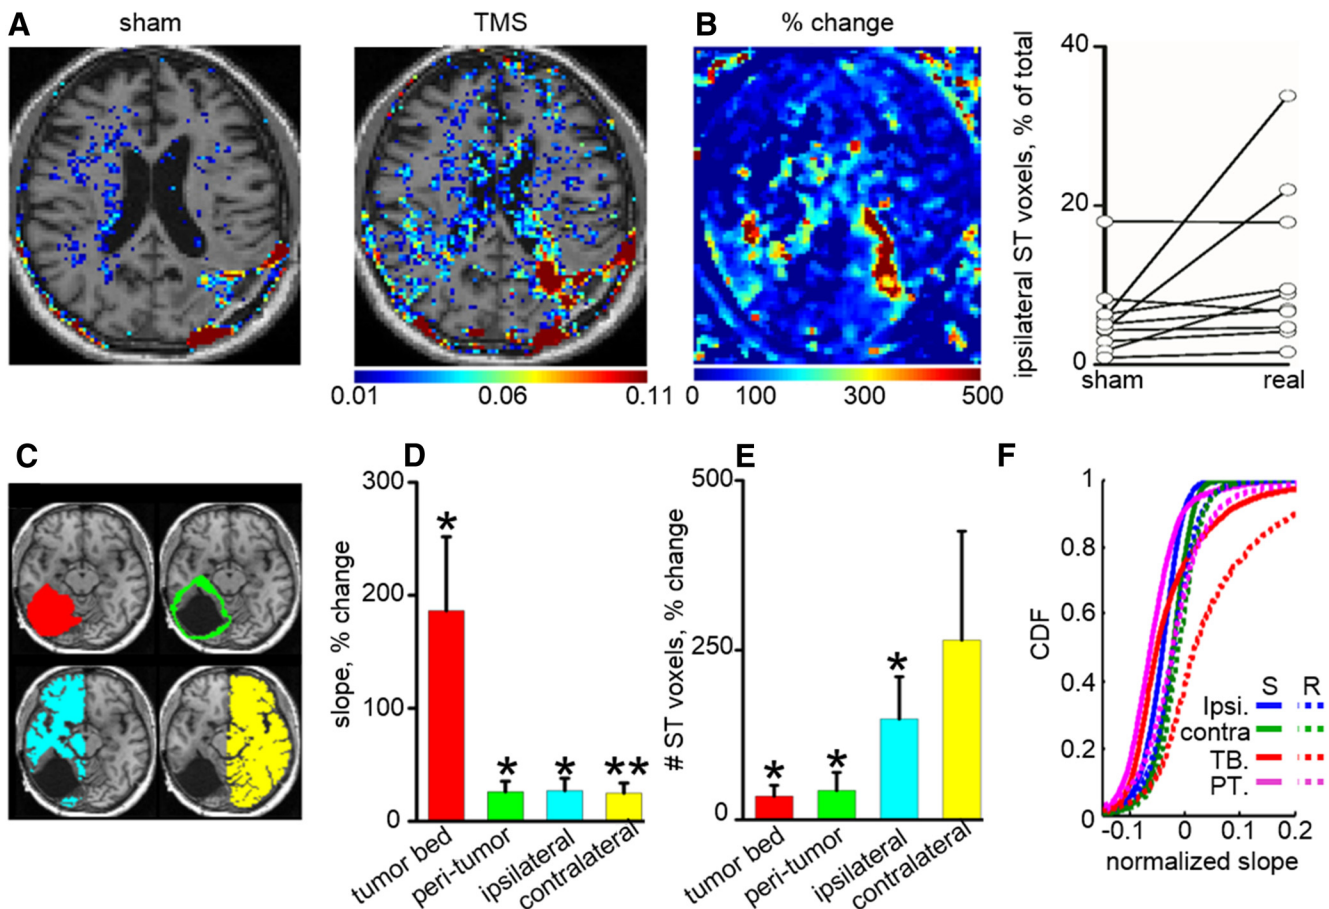 A
sham
TMS
0.01
0.06
0.11
B
% change
0
100
300
500
ipsilateral ST voxels, % of total
40
20
0
sham
real
C
D
slope, % change
300
200
100
0
*
*
*
**
tumor bed
peri-tumor
ipsilateral
contralateral
E
# ST voxels, % change
500
250
0
*
*
*
tumor bed
peri-tumor
ipsilateral
contralateral
F
CDF
1
0.8
0.6
0.4
0.2
0
S R
Ipsi.
contra
TB.
PT.
-0.1
0
0.1
0.2
normalized slope